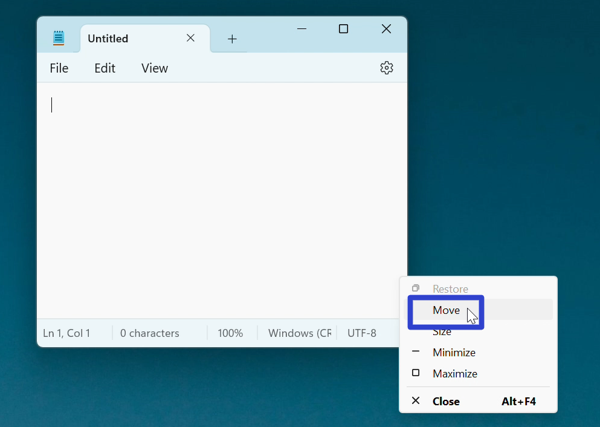 Untitled
File Edit View
Ln 1, Col 1 0 characters 100% Windows (CR UTF-8
Restore
Move
Size
Minimize
Maximize
Close Alt+F4